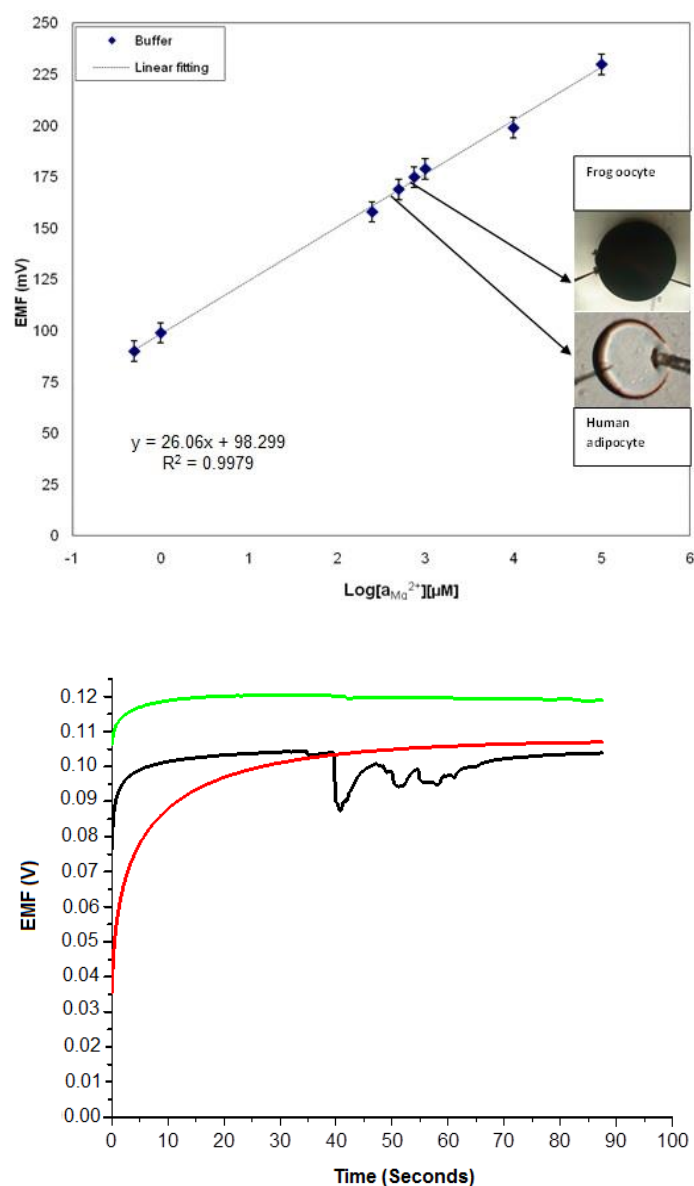 250
Buffer
Linear fitting
225
200
175
150
125
100
75
50
25
0
EMF (mV)
Frog oocyte
Human
adipocyte
y = 26.06x + 98.299
R² = 0.9979
-1 0 1 2 3 4 5 6
Log[aMg²⁺][µM]
0.12
0.11
0.10
0.09
0.08
0.07
0.06
0.05
0.04
0.03
0.02
0.01
0.00
EMF (V)
0 10 20 30 40 50 60 70 80 90 100
Time (Seconds)